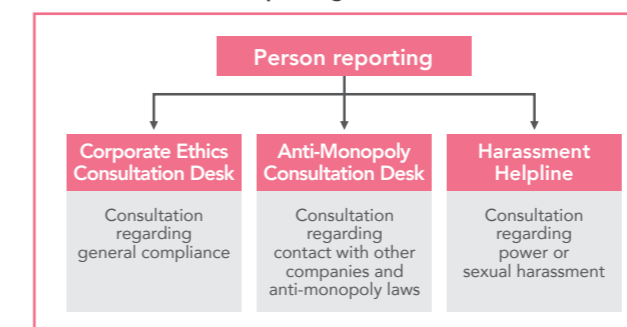 Person reporting
Corporate Ethics
Consultation Desk
Consultation
regarding
general compliance
Anti-Monopoly
Consultation Desk
Consultation
regarding
contact with other
companies and
anti-monopoly laws
Harassment
Helpline
Consultation
regarding
power or
sexual harassment